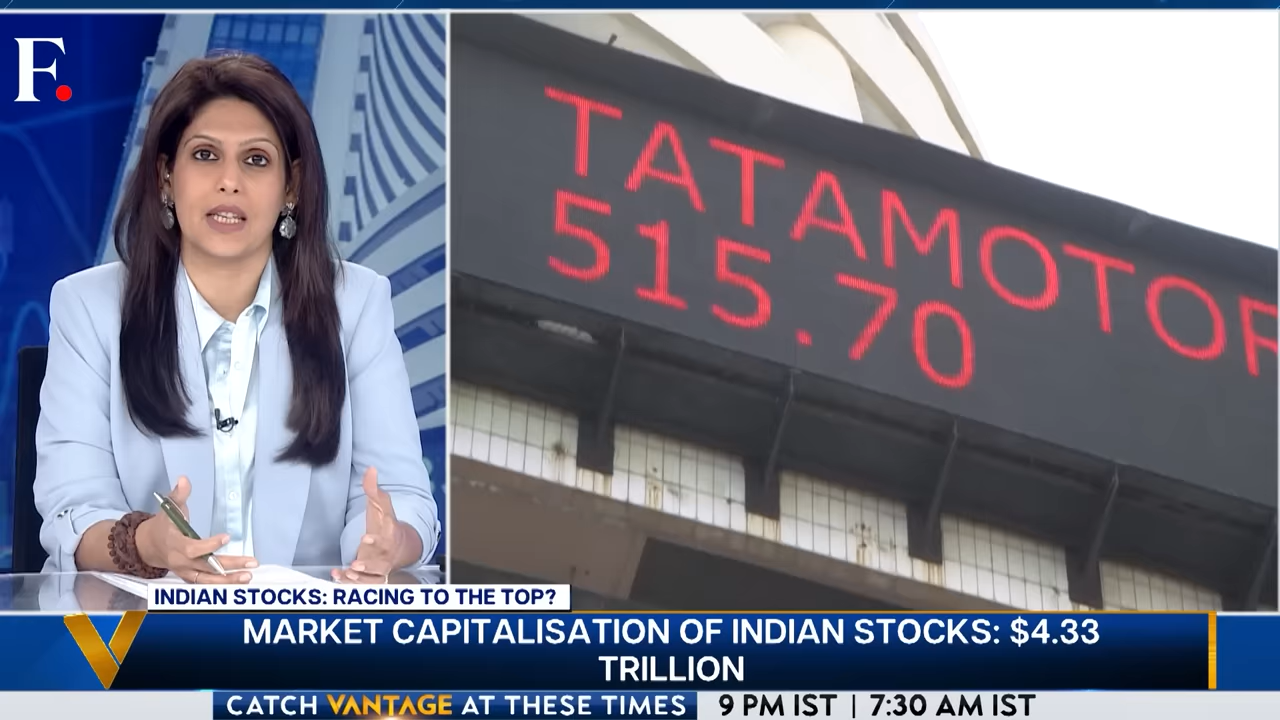 F.
TATAMOTOR
515.70
INDIAN STOCKS: RACING TO THE TOP?
MARKET CAPITALISATION OF INDIAN STOCKS: $4.33
TRILLION
CATCH VANTAGE AT THESE TIMES 9 PM IST | 7:30 AM IST